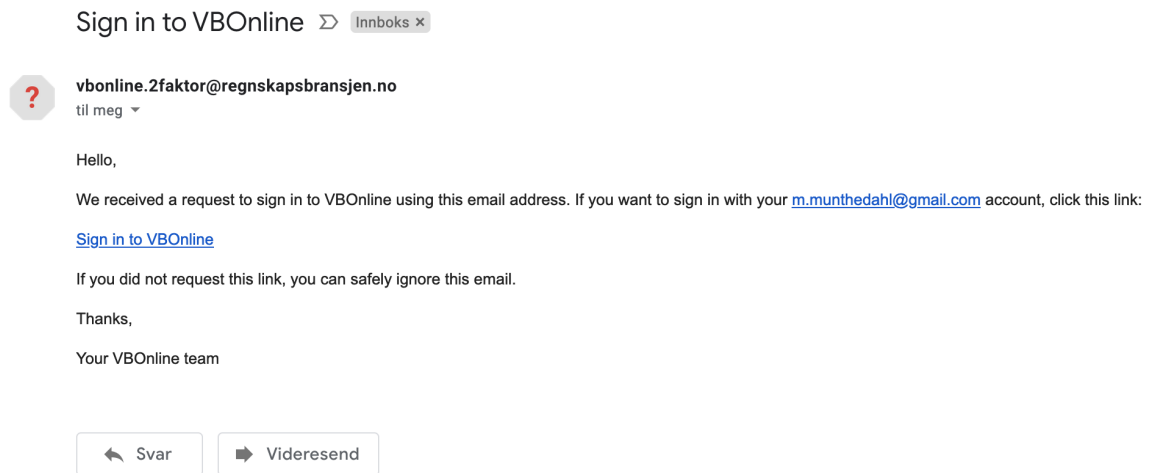 Sign in to VBOnline Innboks ×
?
vbonline.2faktor@regnskapsbransjen.no
til meg
Hello,
We received a request to sign in to VBOnline using this email address. If you want to sign in with your m.munthedahl@gmail.com account, click this link:
Sign in to VBOnline
If you did not request this link, you can safely ignore this email.
Thanks,
Your VBOnline team
Svar Videresend